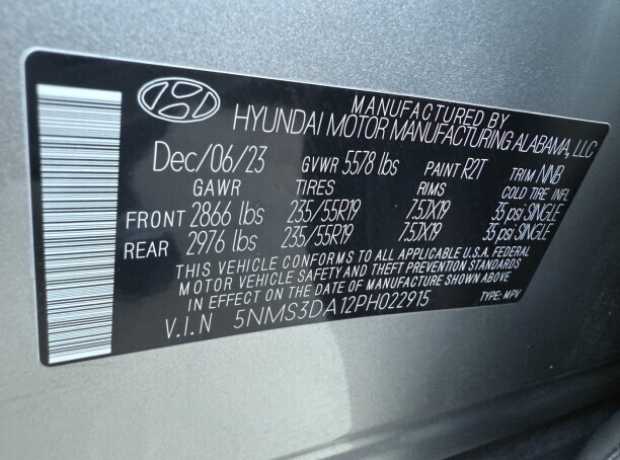 MANUFACTURED BY
HYUNDAI MOTOR MANUFACTURING ALABAMA, LLC
Dec/06/23 GVWR 5578 lbs PAINT R2T TRIM NNB
GAWR TIRES RIMS COLD TIRE INFL
FRONT 2866 lbs 235/55R19 7.5JX19 35 psi SINGLE
REAR 2976 lbs 235/55R19 7.5JX19 35 psi SINGLE
THIS VEHICLE CONFORMS TO ALL APPLICABLE U.S.A. FEDERAL
MOTOR VEHICLE SAFETY AND THEFT PREVENTION STANDARDS
IN EFFECT ON THE DATE OF MANUFACTURE SHOWN ABOVE
V.I.N 5NMS3DA12PH022915 TYPE: MPV